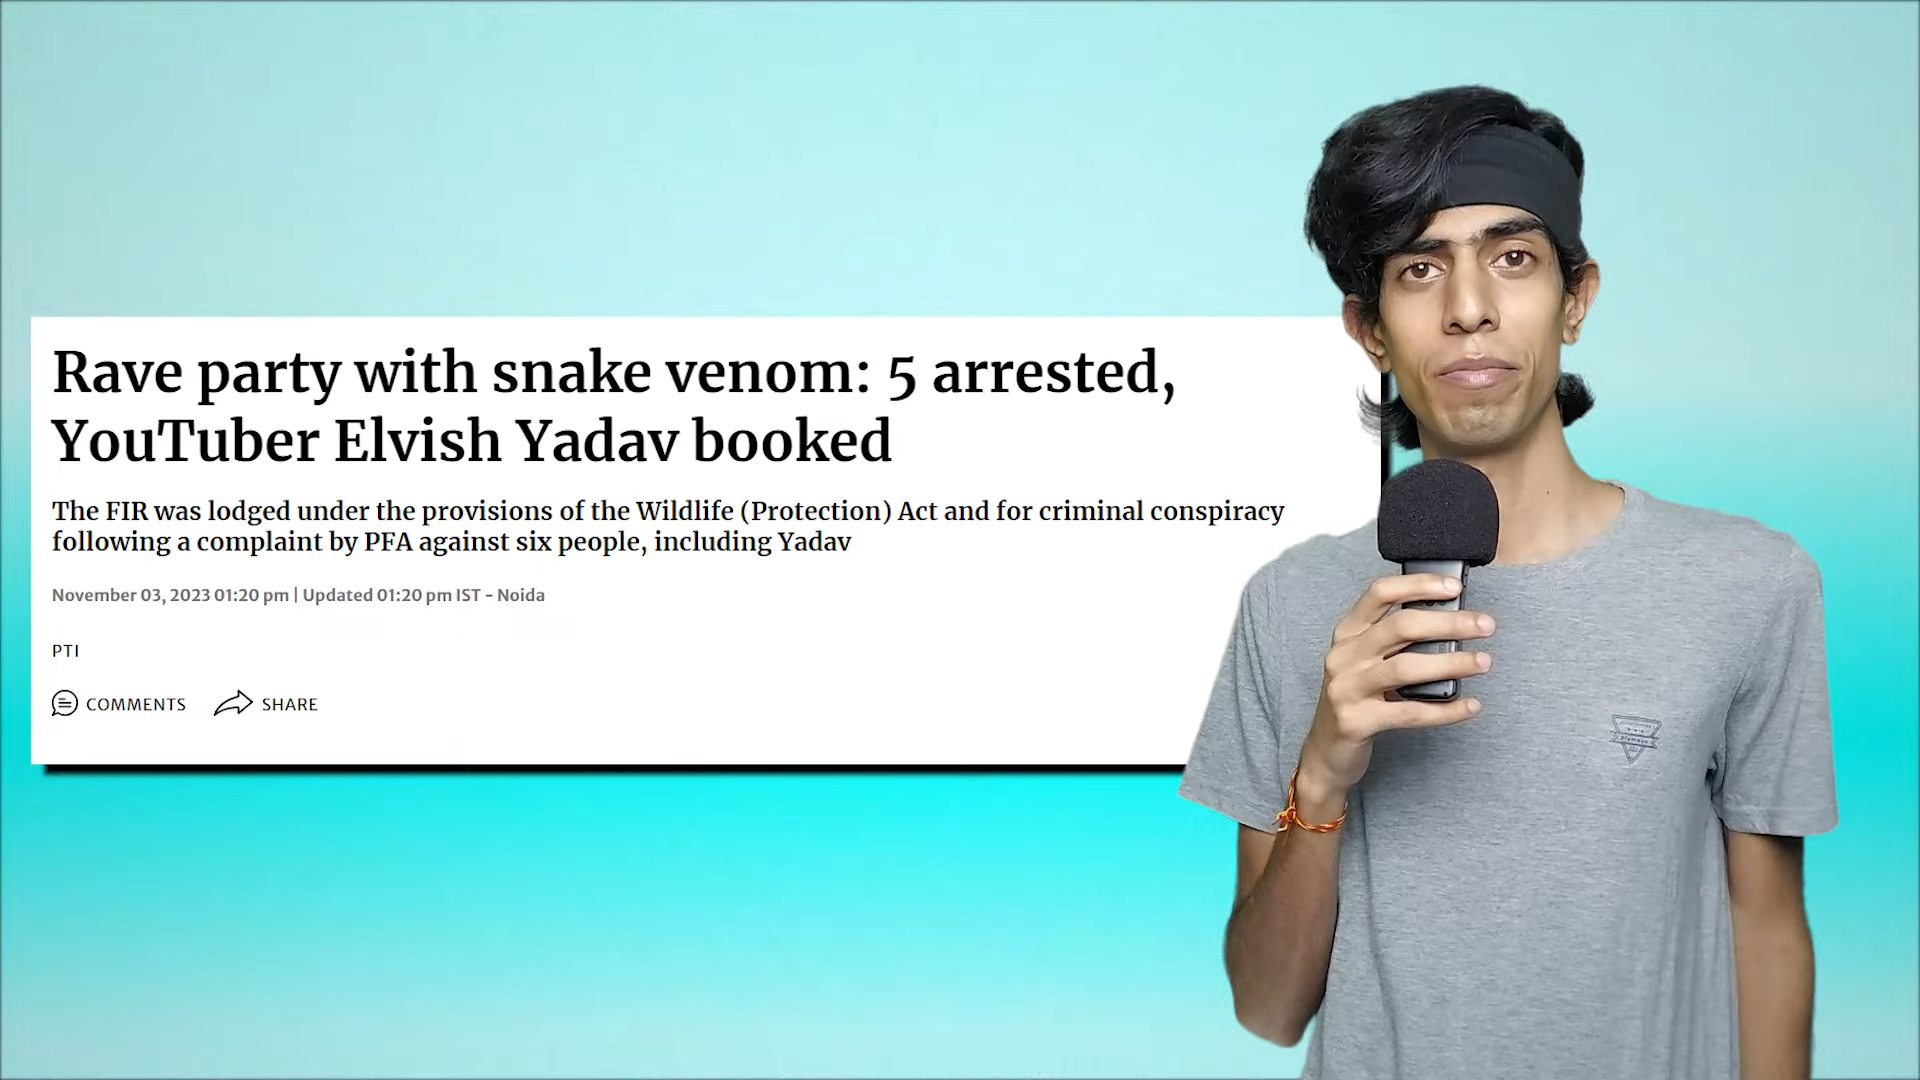 Rave party with snake venom: 5 arrested,
YouTuber Elvish Yadav booked
The FIR was lodged under the provisions of the Wildlife (Protection) Act and for criminal conspiracy
following a complaint by PFA against six people, including Yadav
November 03, 2023 01:20 pm | Updated 01:20 pm IST - Noida
PTI
COMMENTS SHARE